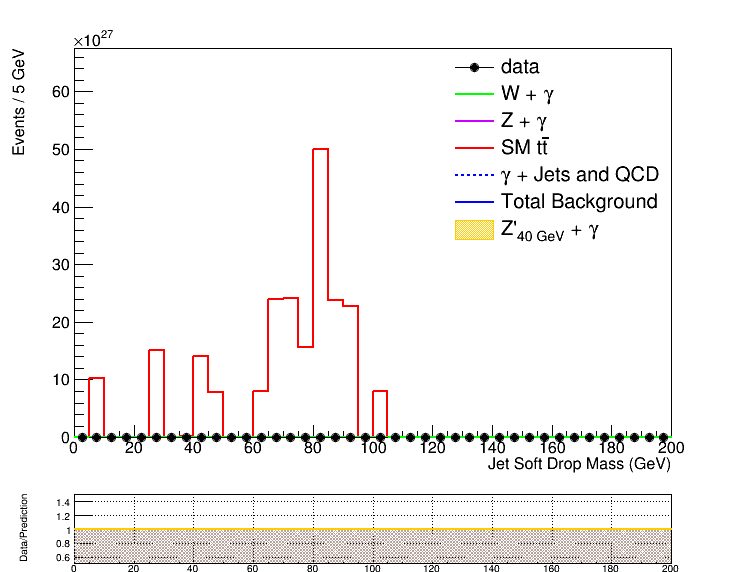 ×10²⁷
Events / 5 GeV
data
W + γ
Z + γ
SM tt̄
γ + Jets and QCD
Total Background
Z'₄₀ GeV + γ
60
50
40
30
20
10
0
0 20 40 60 80 100 120 140 160 180 200
Jet Soft Drop Mass (GeV)
Data/Prediction
1.4
1.2
1
0.8
0.6
0 20 40 60 80 100 120 140 160 180 200